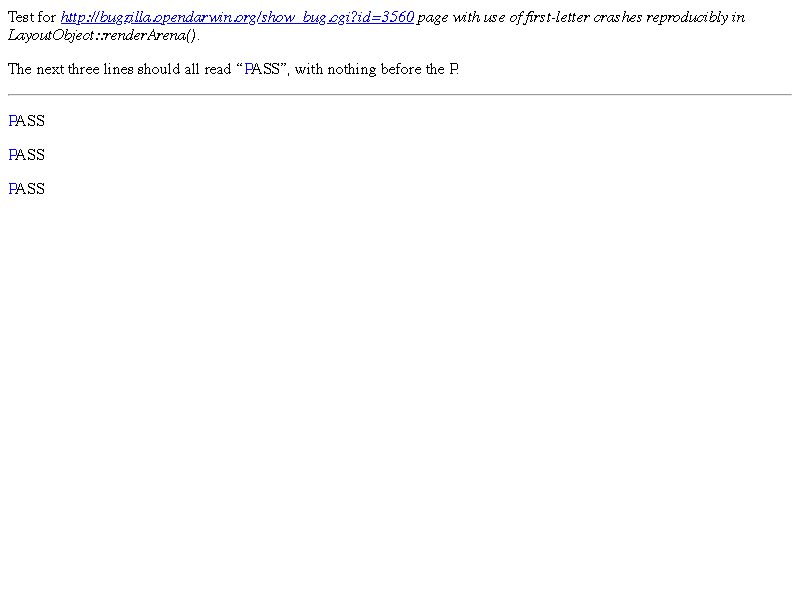 Test for http://bugzilla.opendarwin.org/show_bug.cgi?id=3560 page with use of first-letter crashes reproducibly in
LayoutObject::renderArena().
The next three lines should all read “PASS”, with nothing before the P.
PASS
PASS
PASS